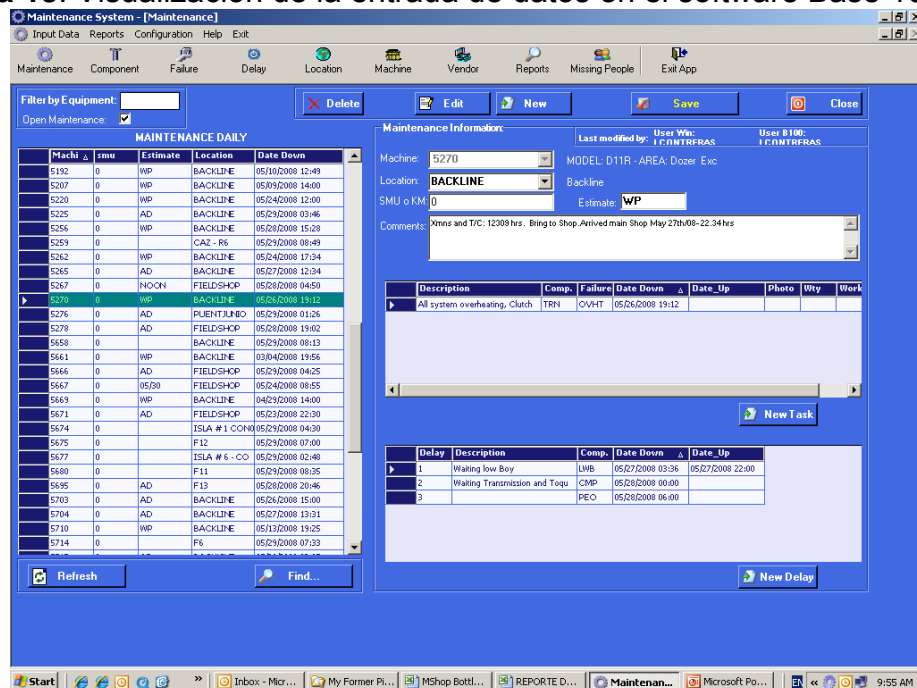 Visualización de la entrada de datos en el software Base
Maintenance System - [Maintenance]
Input Data Reports Configuration Help Exit
Maintenance Component Failure Delay Location Machine Vendor Reports Missing People Exit App
Filter by Equipment:
Open Maintenance:
Delete Edit New Save Close
MAINTENANCE DAILY
Machi smu Estimate Location Date Down
5192 0 WP BACKLINE 05/10/2008 12:49
5207 0 WP BACKLINE 05/09/2008 14:00
5220 0 WP BACKLINE 05/24/2008 12:00
5225 0 AD BACKLINE 05/29/2008 03:46
5256 0 WP BACKLINE 05/28/2008 15:28
5259 0 CAZ - R6 05/29/2008 08:49
5262 0 WP BACKLINE 05/24/2008 17:34
5265 0 AD BACKLINE 05/27/2008 12:34
5267 0 NOON FIELDSHOP 05/28/2008 04:50
5270 0 WP BACKLINE 05/26/2008 19:12
5276 0 AD PUENTJUNIO 05/29/2008 01:26
5278 0 AD FIELDSHOP 05/28/2008 19:02
5658 0 BACKLINE 05/29/2008 08:13
5661 0 WP BACKLINE 03/04/2008 19:56
5666 0 AD FIELDSHOP 05/29/2008 04:25
5667 0 05/30 FIELDSHOP 05/24/2008 08:55
5669 0 WP BACKLINE 04/29/2008 14:00
5671 0 AD FIELDSHOP 05/23/2008 22:30
5674 0 ISLA # 1 CONO 05/29/2008 04:30
5675 0 F12 05/29/2008 07:00
5677 0 ISLA # 6 - CO 05/29/2008 02:48
5680 0 F11 05/29/2008 08:35
5695 0 AD F13 05/28/2008 20:46
5703 0 AD BACKLINE 05/26/2008 15:00
5704 0 AD BACKLINE 05/27/2008 13:31
5710 0 WP BACKLINE 05/13/2008 19:25
5714 0 F6 05/29/2008 07:33
Refresh Find...
Maintenance Information:
Last modified by: User Win: LCONTRERAS User B100: LCONTRERAS
Machine: 5270 MODEL: D11R - AREA: Dozer Exc
Location: BACKLINE Backline
SMU o KM: 0 Estimate: WP
Comments: Xmns and T/C: 12309 hrs. Bring to Shop.Arrived main Shop May 27th/08-22.34 hrs
Description Comp. Failure Date Down Date_Up Photo Wty Work
All system overheating, Clutch TRN OVHT 05/26/2008 19:12
New Task
Delay Description Comp. Date Down Date_Up
1 Waiting low Boy LWB 05/27/2008 03:36 05/27/2008 22:00
2 Waiting Transmission and Toqu CMP 05/28/2008 00:00
3 PEO 05/28/2008 06:00
New Delay
Start Inbox - Micr... My Former Pi... MShop Bottl... REPORTE D... Maintenan... Microsoft Po... EN 9:55 AM